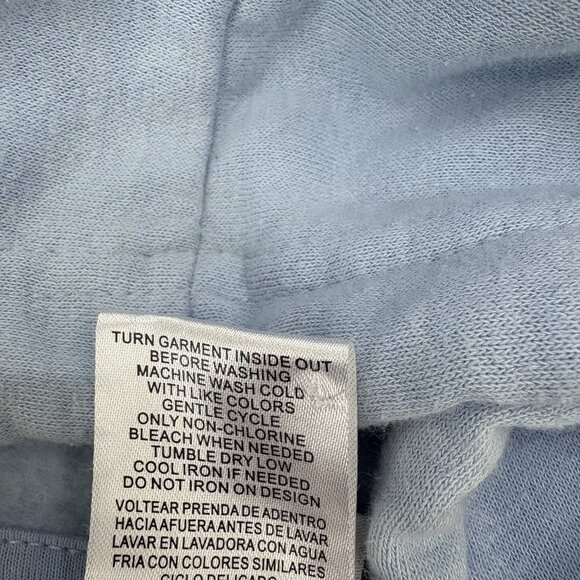 TURN GARMENT INSIDE OUT
BEFORE WASHING
MACHINE WASH COLD
WITH LIKE COLORS
GENTLE CYCLE
ONLY NON-CHLORINE
BLEACH WHEN NEEDED
TUMBLE DRY LOW
COOL IRON IF NEEDED
DO NOT IRON ON DESIGN
VOLTEAR PRENDA DE ADENTRO
HACIA AFUERA ANTES DE LAVAR
LAVAR EN LAVADORA CON AGUA
FRIA CON COLORES SIMILARES
CICLO DELICADO